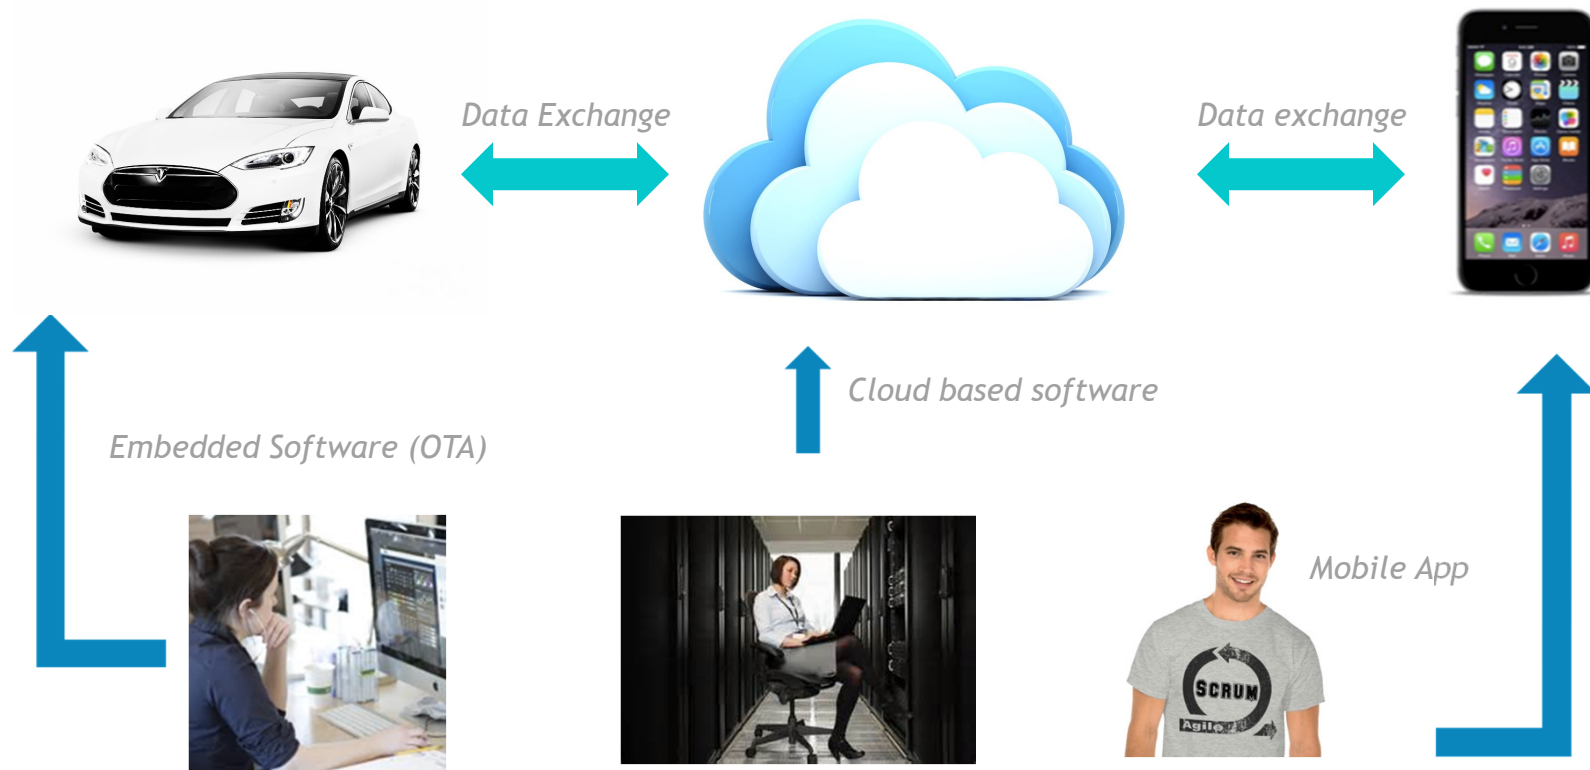 Data Exchange
Data exchange
Cloud based software
Embedded Software (OTA)
Mobile App
SCRUM
Agile